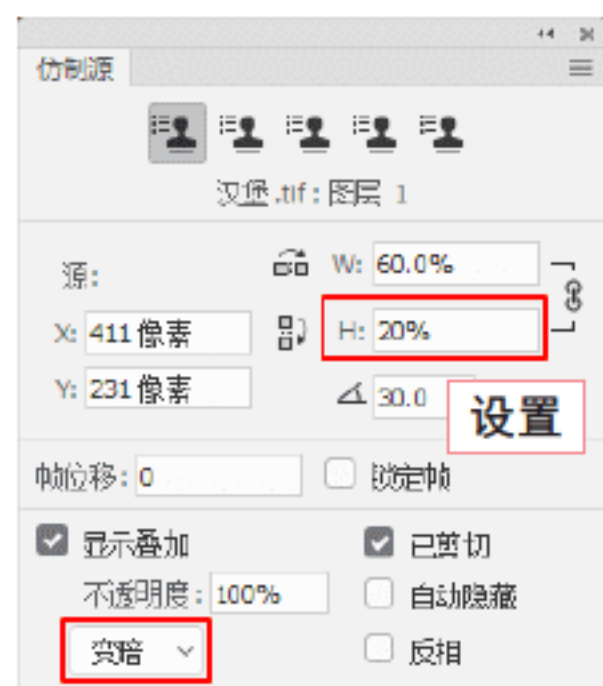 仿制源
汉堡.tif : 图层 1
源:
W: 60.0%
X: 411 像素
H: 20%
Y: 231 像素
30.0
设置
帧位移: 0
锁定帧
显示叠加
已剪切
不透明度: 100%
自动隐藏
变暗
反相